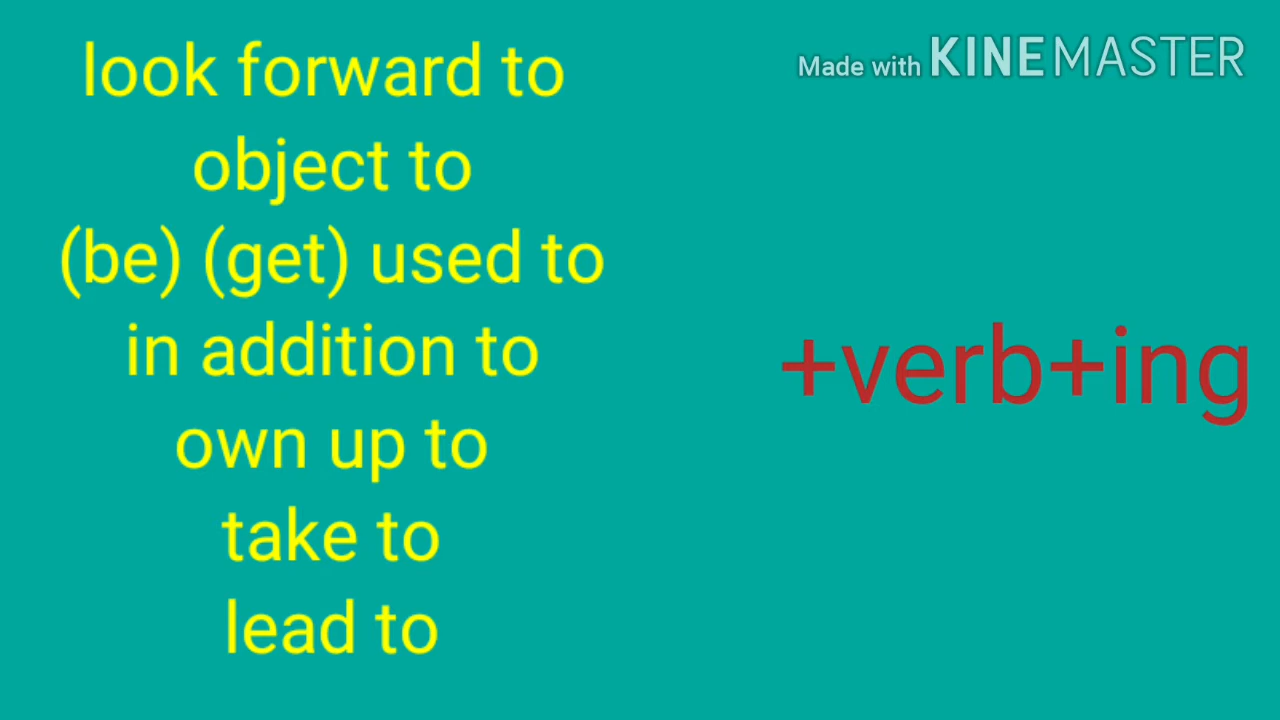 look forward to
object to
(be) (get) used to
in addition to
own up to
take to
lead to
Made with KINEMASTER
+verb+ing